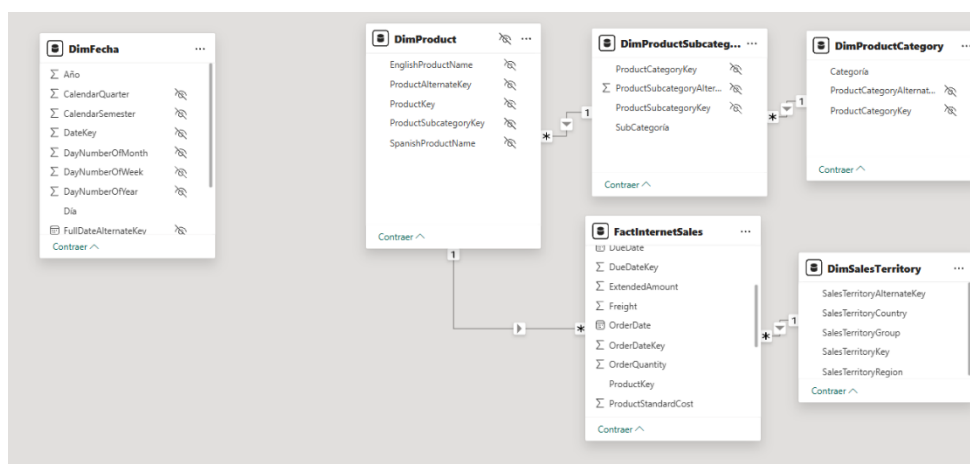 DimFecha
Año
CalendarQuarter
CalendarSemester
DateKey
DayNumberOfMonth
DayNumberOfWeek
DayNumberOfYear
Día
FullDateAlternateKey
Contraer
DimProduct
EnglishProductName
ProductAlternateKey
ProductKey
ProductSubcategoryKey
SpanishProductName
Contraer
1
*
1
DimProductSubcateg...
ProductCategoryKey
ProductSubcategoryAlter...
ProductSubcategoryKey
SubCategoría
Contraer
*
1
DimProductCategory
Categoría
ProductCategoryAlternat...
ProductCategoryKey
Contraer
1
*
FactInternetSales
DueDate
DueDateKey
ExtendedAmount
Freight
OrderDate
OrderDateKey
OrderQuantity
ProductKey
ProductStandardCost
Contraer
*
1
DimSalesTerritory
SalesTerritoryAlternateKey
SalesTerritoryCountry
SalesTerritoryGroup
SalesTerritoryKey
SalesTerritoryRegion
Contraer